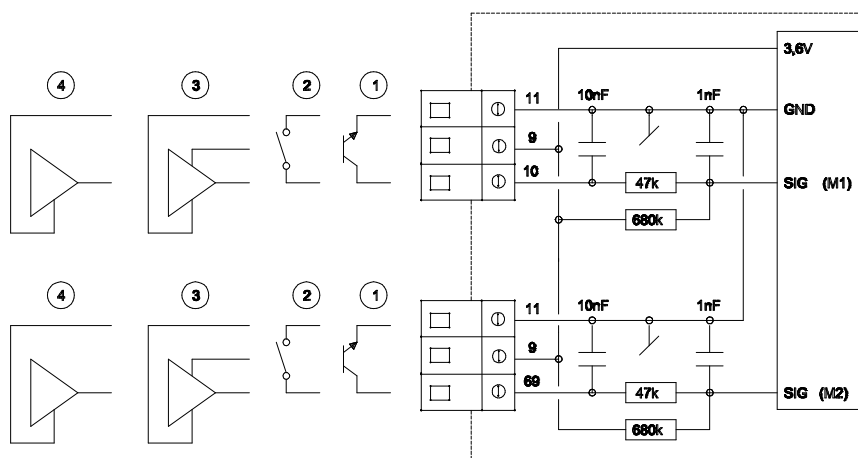 3,6V
4 3 2 1
11 10nF 1nF GND
9
10 47k SIG (M1)
680k
4 3 2 1
11 10nF 1nF
9
69 47k SIG (M2)
680k